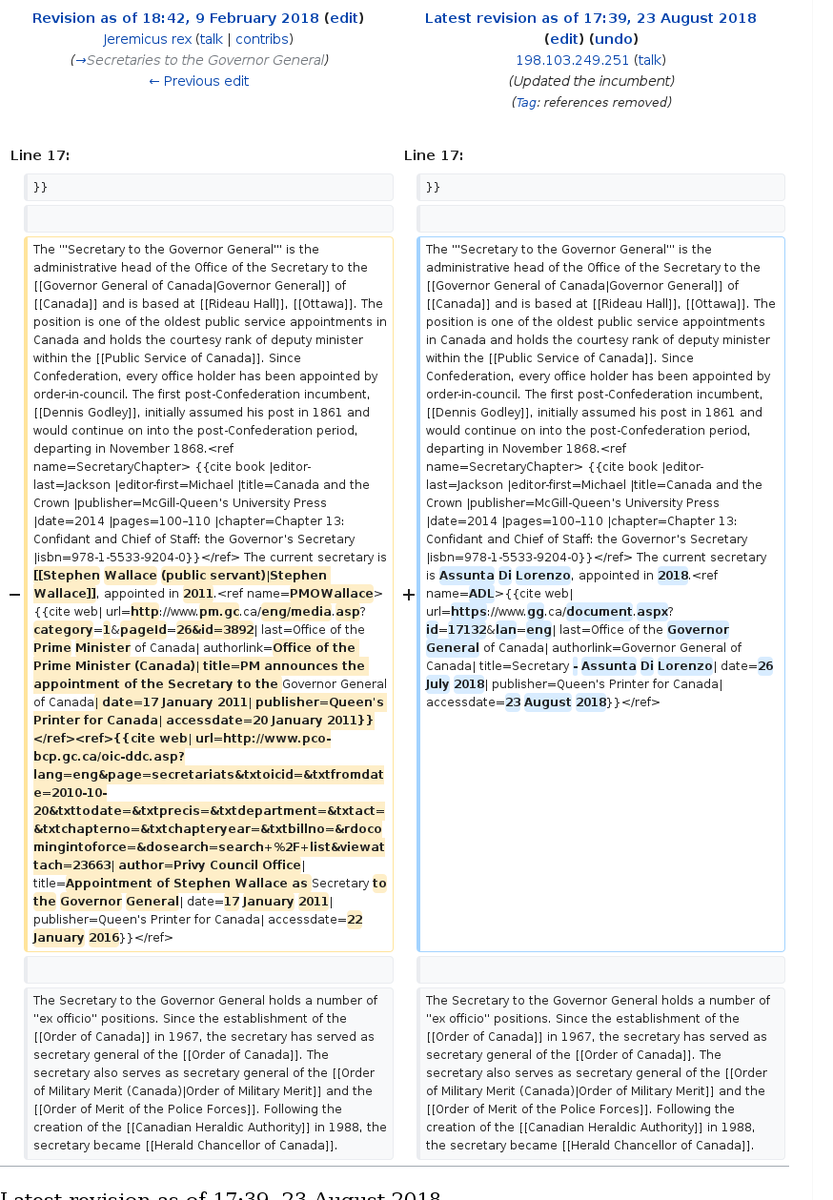 Revision as of 18:42, 9 February 2018 (edit)
Jeremicus rex (talk | contribs)
(→Secretaries to the Governor General)
← Previous edit
Latest revision as of 17:39, 23 August 2018
(edit) (undo)
198.103.249.251 (talk)
(Updated the incumbent)
(Tag: references removed)
Line 17:
Line 17:
}}
}}
−
The '''Secretary to the Governor General''' is the
administrative head of the Office of the Secretary to the
[[Governor General of Canada|Governor General]] of
[[Canada]] and is based at [[Rideau Hall]], [[Ottawa]]. The
position is one of the oldest public service appointments in
Canada and holds the courtesy rank of deputy minister
within the [[Public Service of Canada]]. Since
Confederation, every office holder has been appointed by
order-in-council. The first post-Confederation incumbent,
[[Dennis Godley]], initially assumed his post in 1861 and
would continue on into the post-Confederation period,
departing in November 1868.<ref
name=SecretaryChapter> {{cite book |editor-
last=Jackson |editor-first=Michael |title=Canada and the
Crown |publisher=McGill-Queen's University Press
|date=2014 |pages=100–110 |chapter=Chapter 13:
Confidant and Chief of Staff: the Governor's Secretary
|isbn=978-1-5533-9204-0}}</ref> The current secretary is
[[Stephen Wallace (public servant)|Stephen
Wallace]], appointed in 2011.<ref name=PMOWallace>
{{cite web| url=http://www.pm.gc.ca/eng/media.asp?
category=1&pageId=26&id=3892| last=Office of the
Prime Minister of Canada| authorlink=Office of the
Prime Minister (Canada)| title=PM announces the
appointment of the Secretary to the Governor General
of Canada| date=17 January 2011| publisher=Queen's
Printer for Canada| accessdate=20 January 2011}}
</ref><ref>{{cite web| url=http://www.pco-
bcp.gc.ca/oic-ddc.asp?
lang=eng&page=secretariats&txtoicid=&txtfromdat
e=2010-10-
20&txttodate=&txtprecis=&txtdepartment=&txtact=
&txtchapterno=&txtchapteryear=&txtbillno=&rdoco
mingintoforce=&dosearch=search+%2F+list&viewat
tach=23663| author=Privy Council Office|
title=Appointment of Stephen Wallace as Secretary to
the Governor General| date=17 January 2011|
publisher=Queen's Printer for Canada| accessdate=22
January 2016}}</ref>
+
The '''Secretary to the Governor General''' is the
administrative head of the Office of the Secretary to the
[[Governor General of Canada|Governor General]] of
[[Canada]] and is based at [[Rideau Hall]], [[Ottawa]]. The
position is one of the oldest public service appointments
in Canada and holds the courtesy rank of deputy minister
within the [[Public Service of Canada]]. Since
Confederation, every office holder has been appointed by
order-in-council. The first post-Confederation incumbent,
[[Dennis Godley]], initially assumed his post in 1861 and
would continue on into the post-Confederation period,
departing in November 1868.<ref
name=SecretaryChapter> {{cite book |editor-
last=Jackson |editor-first=Michael |title=Canada and the
Crown |publisher=McGill-Queen's University Press
|date=2014 |pages=100–110 |chapter=Chapter 13:
Confidant and Chief of Staff: the Governor's Secretary
|isbn=978-1-5533-9204-0}}</ref> The current secretary
is Assunta Di Lorenzo, appointed in 2018.<ref
name=ADL>{{cite web|
url=https://www.gg.ca/document.aspx?
id=17132&lan=eng| last=Office of the Governor
General of Canada| authorlink=Governor General of
Canada| title=Secretary - Assunta Di Lorenzo| date=26
July 2018| publisher=Queen's Printer for Canada|
accessdate=23 August 2018}}</ref>
The Secretary to the Governor General holds a number of
''ex officio'' positions. Since the establishment of the
[[Order of Canada]] in 1967, the secretary has served as
secretary general of the [[Order of Canada]]. The
secretary also serves as secretary general of the [[Order
of Military Merit (Canada)|Order of Military Merit]] and the
[[Order of Merit of the Police Forces]]. Following the
creation of the [[Canadian Heraldic Authority]] in 1988, the
secretary became [[Herald Chancellor of Canada]].
The Secretary to the Governor General holds a number of
''ex officio'' positions. Since the establishment of the
[[Order of Canada]] in 1967, the secretary has served as
secretary general of the [[Order of Canada]]. The
secretary also serves as secretary general of the [[Order
of Military Merit (Canada)|Order of Military Merit]] and the
[[Order of Merit of the Police Forces]]. Following the
creation of the [[Canadian Heraldic Authority]] in 1988,
the secretary became [[Herald Chancellor of Canada]].
Latest revision as of 17:39, 23 August 2018